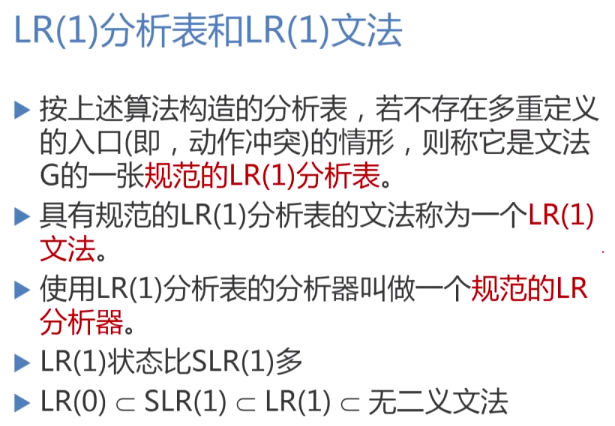 LR(1)分析表和LR(1)文法
按上述算法构造的分析表，若不存在多重定义
的入口(即，动作冲突)的情形，则称它是文法
G的一张规范的LR(1)分析表。
具有规范的LR(1)分析表的文法称为一个LR(1)
文法。
使用LR(1)分析表的分析器叫做一个规范的LR
分析器。
LR(1)状态比SLR(1)多
LR(0) ⊂ SLR(1) ⊂ LR(1) ⊂ 无二义文法